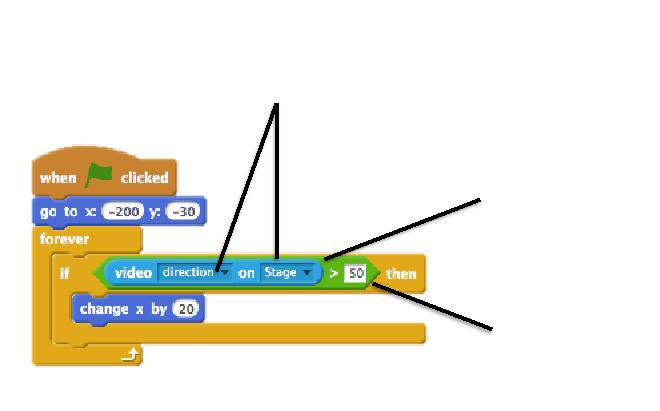 when clicked
go to x: -200 y: -30
forever
if video direction on Stage > 50 then
change x by 20